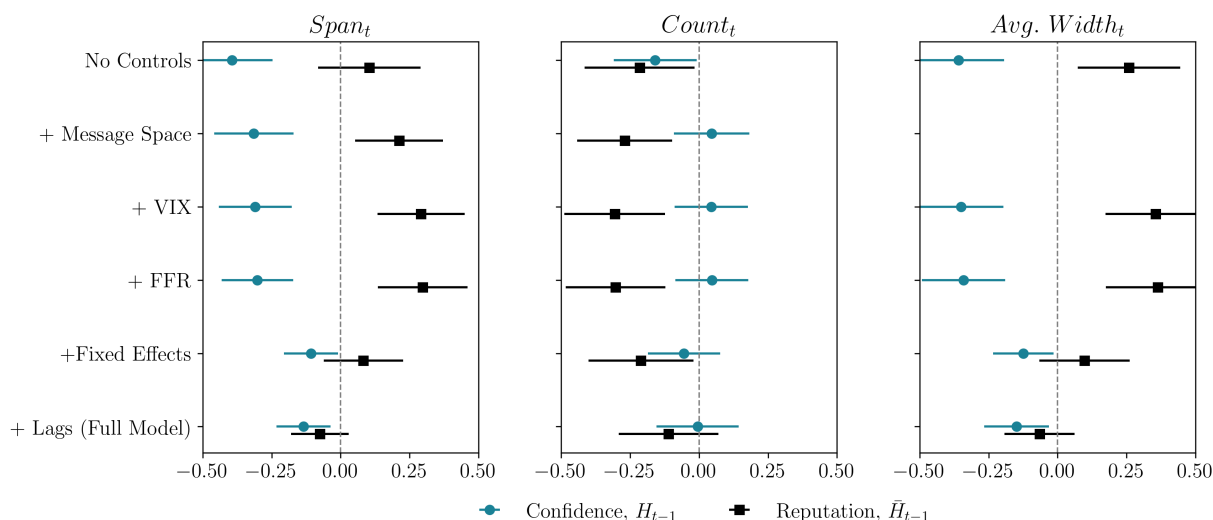 Span_t Count_t Avg. Width_t
No Controls
+ Message Space
+ VIX
+ FFR
+Fixed Effects
+ Lags (Full Model)
−0.50 −0.25 0.00 0.25 0.50 −0.50 −0.25 0.00 0.25 0.50 −0.50 −0.25 0.00 0.25 0.50
Confidence, H_{t−1} Reputation, H̄_{t−1}